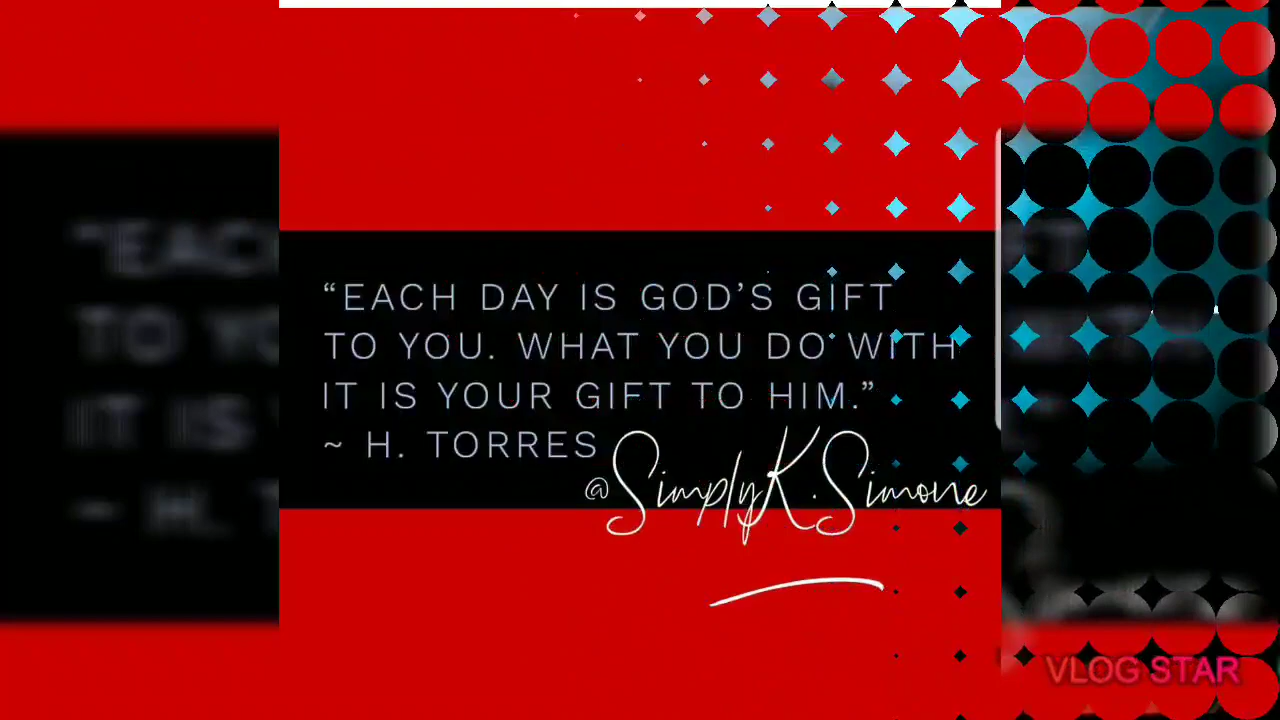 “EACH DAY IS GOD’S GIFT
TO YOU. WHAT YOU DO WITH
IT IS YOUR GIFT TO HIM.”
~ H. TORRES
@SimplyK.Simone
VLOG STAR